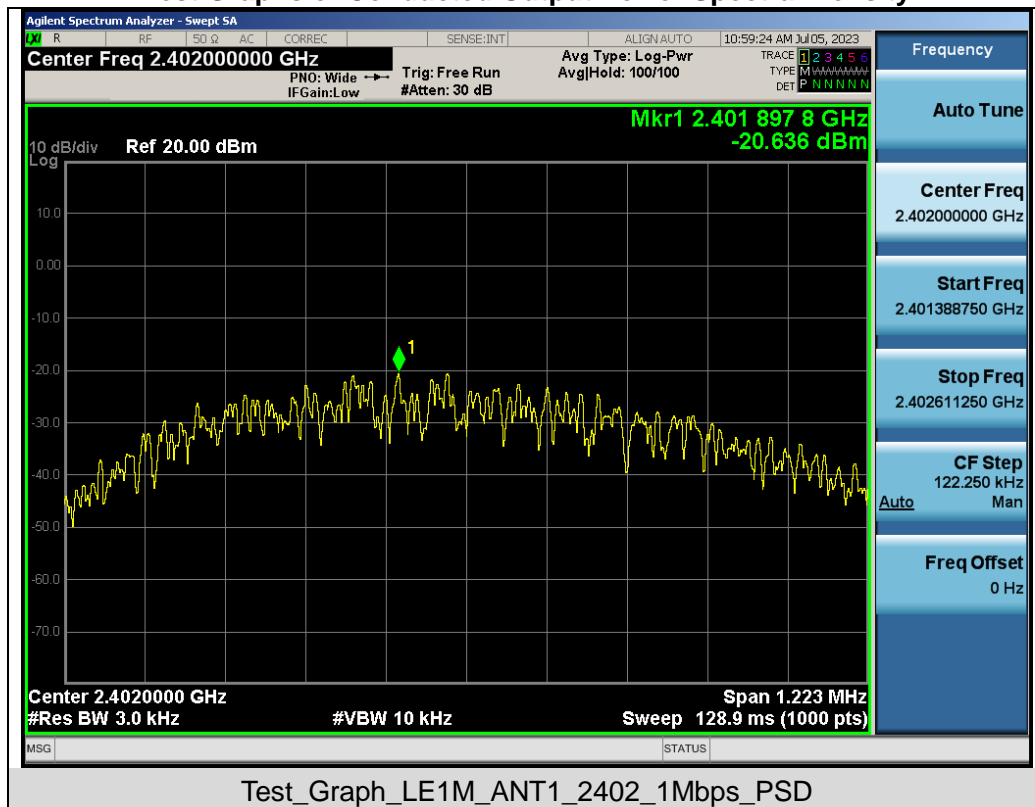 Agilent Spectrum Analyzer - Swept SA
LXI R RF 50 Ω AC CORREC SENSE:INT ALIGN AUTO 10:59:24 AM Jul 05, 2023
Center Freq 2.402000000 GHz
PNO: Wide
IFGain:Low
Trig: Free Run
#Atten: 30 dB
Avg Type: Log-Pwr
Avg|Hold: 100/100
TRACE 1 2 3 4 5 6
TYPE M WWWWW
DET P N N N N N
Mkr1 2.401 897 8 GHz
-20.636 dBm
10 dB/div Ref 20.00 dBm
Log
10.0
0.00
-10.0
1
-20.0
-30.0
-40.0
-50.0
-60.0
-70.0
Center 2.4020000 GHz Span 1.223 MHz
#Res BW 3.0 kHz #VBW 10 kHz Sweep 128.9 ms (1000 pts)
MSG STATUS
Frequency
Auto Tune
Center Freq
2.402000000 GHz
Start Freq
2.401388750 GHz
Stop Freq
2.402611250 GHz
CF Step
122.250 kHz
Auto Man
Freq Offset
0 Hz
Test_Graph_LE1M_ANT1_2402_1Mbps_PSD